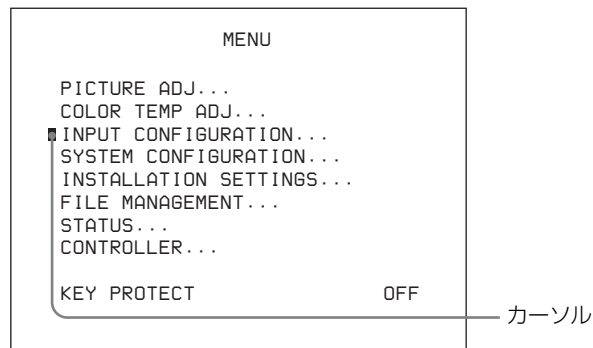 MENU
PICTURE ADJ...
COLOR TEMP ADJ...
INPUT CONFIGURATION...
SYSTEM CONFIGURATION...
INSTALLATION SETTINGS...
FILE MANAGEMENT...
STATUS...
CONTROLLER...
KEY PROTECT OFF
カーソル